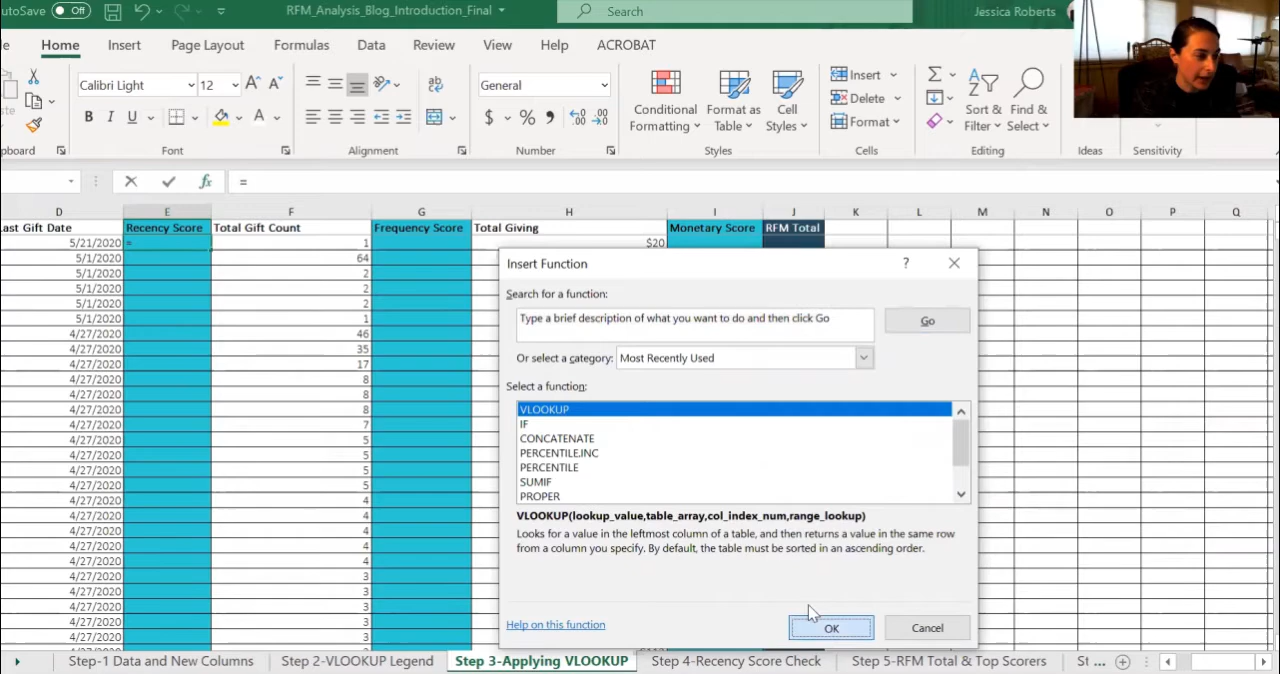 utoSave Off RFM_Analysis_Blog_Introduction_Final Search Jessica Roberts
le Home Insert Page Layout Formulas Data Review View Help ACROBAT
Calibri Light 12 General Insert
Delete
Format
Conditional Formatting Format as Table Cell Styles Sort & Filter Find & Select
pboard Font Alignment Number Styles Cells Editing Ideas Sensitivity
fx =
D E F G H I J K L M N O P Q
ast Gift Date Recency Score Total Gift Count Frequency Score Total Giving Monetary Score RFM Total
5/21/2020 = 1 $20
5/1/2020 64
5/1/2020 2
5/1/2020 2
5/1/2020 2
5/1/2020 1
4/27/2020 46
4/27/2020 35
4/27/2020 17
4/27/2020 8
4/27/2020 8
4/27/2020 8
4/27/2020 7
4/27/2020 5
4/27/2020 5
4/27/2020 5
4/27/2020 5
4/27/2020 4
4/27/2020 4
4/27/2020 4
4/27/2020 4
4/27/2020 4
4/27/2020 3
4/27/2020 3
4/27/2020 3
4/27/2020 3
4/27/2020 3
Insert Function ?
Search for a function:
Type a brief description of what you want to do and then click Go
Go
Or select a category: Most Recently Used
Select a function:
VLOOKUP
IF
CONCATENATE
PERCENTILE.INC
PERCENTILE
SUMIF
PROPER
VLOOKUP(lookup_value,table_array,col_index_num,range_lookup)
Looks for a value in the leftmost column of a table, and then returns a value in the same row
from a column you specify. By default, the table must be sorted in an ascending order.
Help on this function OK Cancel
Step-1 Data and New Columns Step 2-VLOOKUP Legend Step 3-Applying VLOOKUP Step 4-Recency Score Check Step 5-RFM Total & Top Scorers St ...